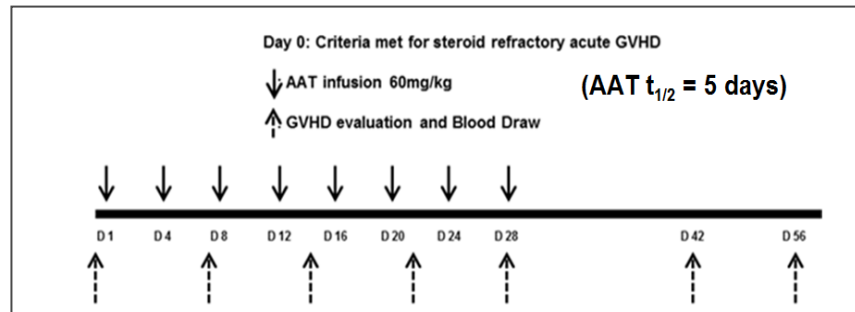 Day 0: Criteria met for steroid refractory acute GVHD
AAT infusion 60mg/kg
(AAT t1/2 = 5 days)
GVHD evaluation and Blood Draw
D 1 D 4 D 8 D 12 D 16 D 20 D 24 D 28 D 42 D 56